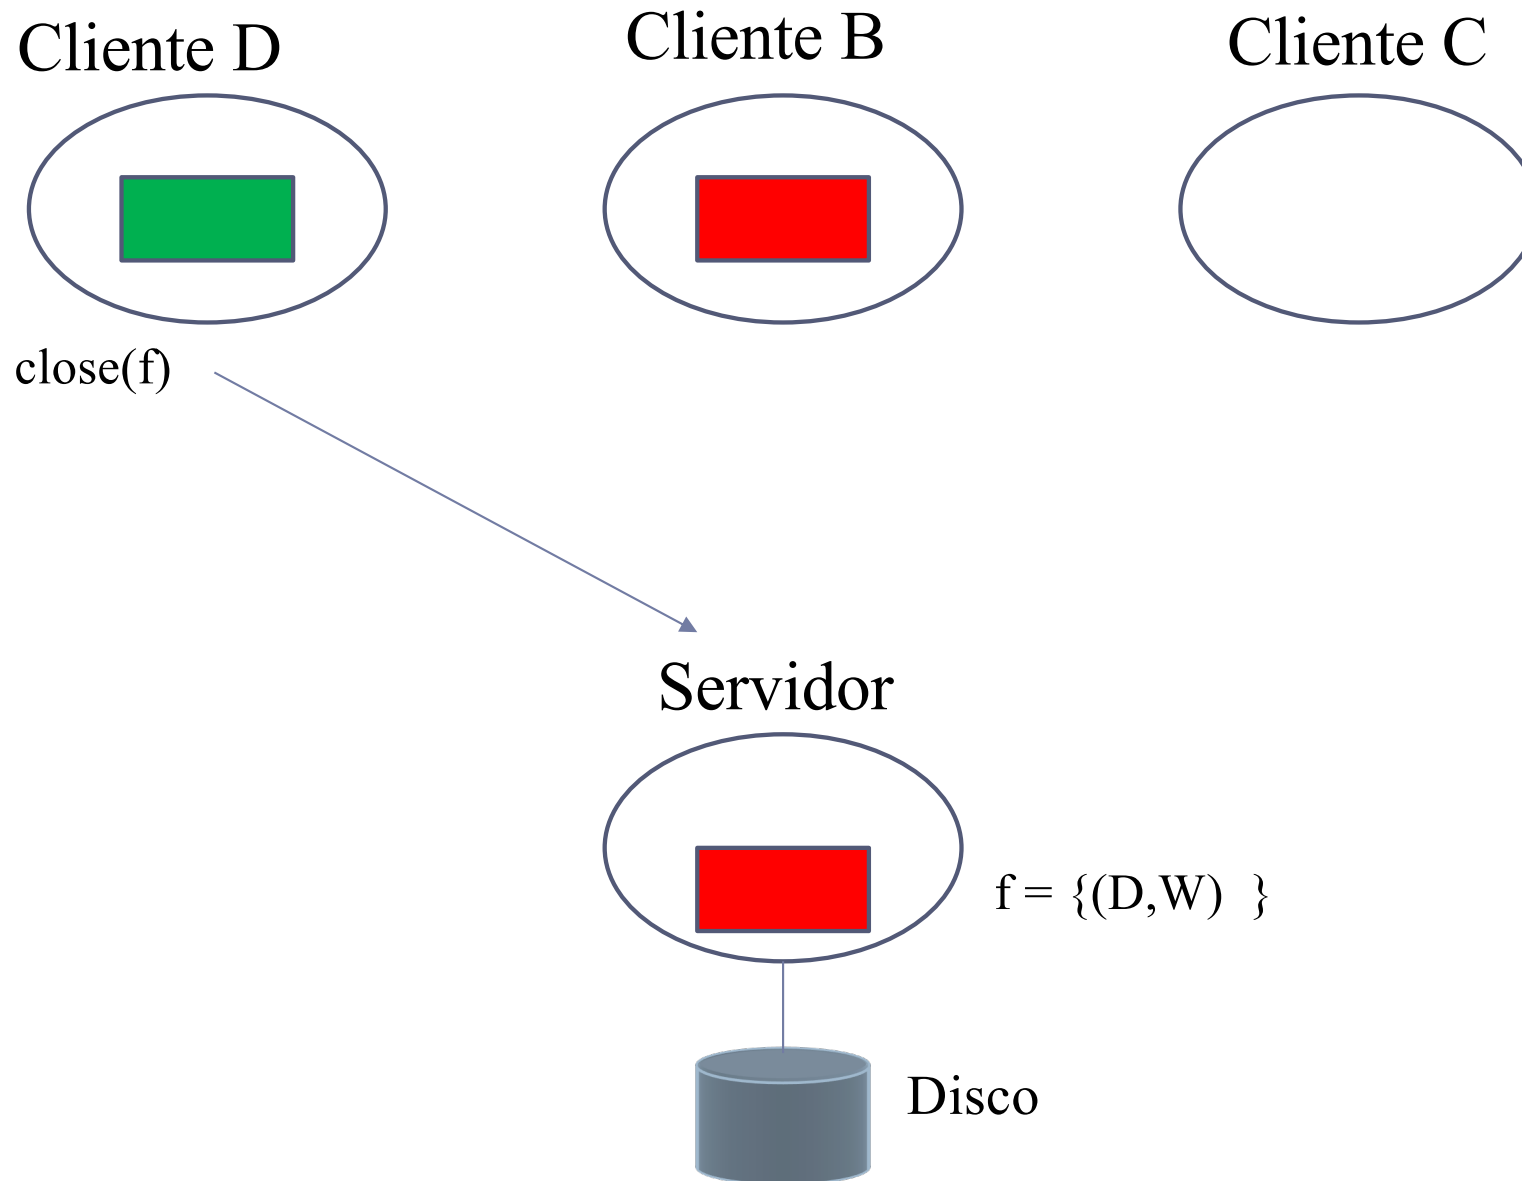 Cliente D
Cliente B
Cliente C
close(f)
Servidor
f = {(D,W)  }
Disco